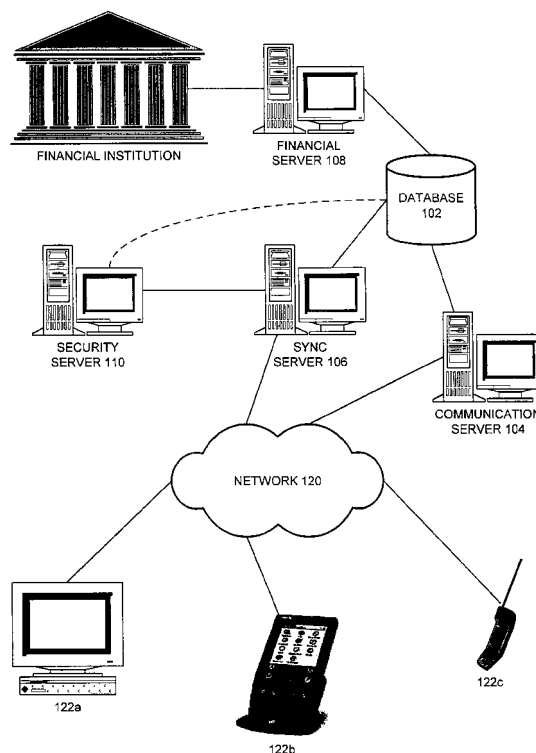 FINANCIAL INSTITUTION
FINANCIAL
SERVER 108
DATABASE
102
SECURITY
SERVER 110
SYNC
SERVER 106
COMMUNICATION
SERVER 104
NETWORK 120
122a
122b
122c